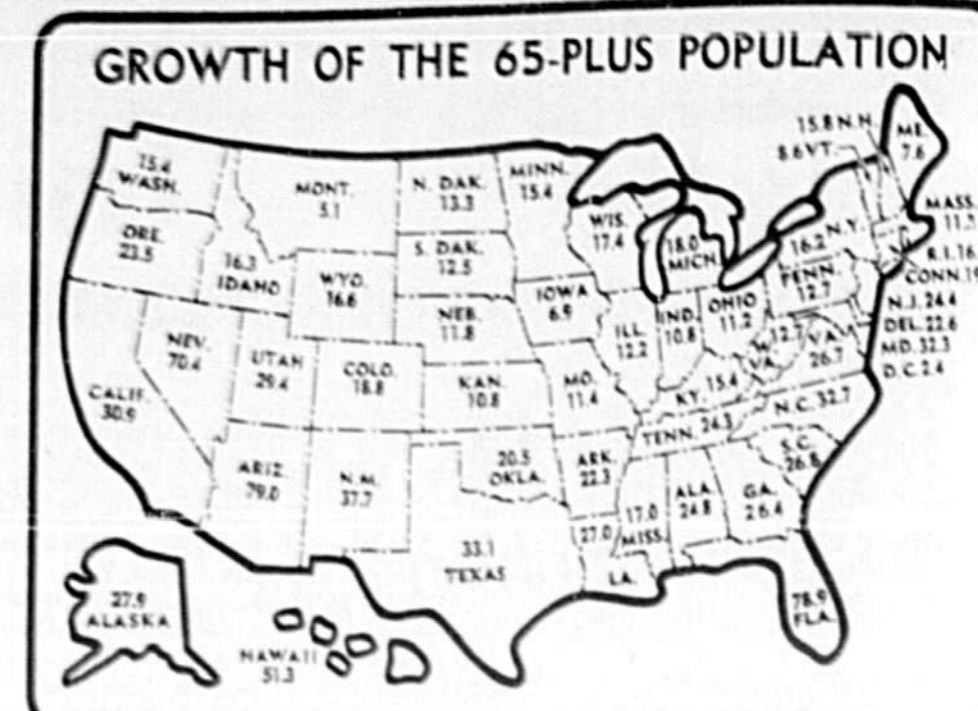 GROWTH OF THE 65-PLUS POPULATION
15.4
WASH.
ORE.
23.5
CALIF.
30.9
NEV.
70.4
16.3
IDAHO
MONT.
5.1
WYO.
16.6
UTAH
29.4
COLO.
18.8
ARIZ.
79.0
N.M.
37.7
N. DAK.
13.3
S. DAK.
12.5
NEB.
11.8
KAN.
10.8
20.5
OKLA.
33.1
TEXAS
MINN.
15.4
IOWA
6.9
MO.
11.4
ARK.
22.3
27.0
LA.
WIS.
17.4
ILL.
12.2
18.0
MICH.
IND.
10.8
OHIO
11.2
KY. 15.4
TENN. 24.3
17.0
MISS.
ALA.
24.8
GA.
26.4
78.9
FLA.
S.C.
N.C. 32.7
VA.
26.7
W.
VA.
12.7
PENN.
12.7
16.2 N.Y.
15.8 N.H.
8.6 VT.
ME.
7.6
MASS.
R.I.
CONN.
N.J. 24.4
DEL. 22.6
MD. 32.3
D.C. 2.4
27.9
ALASKA
HAWAII
51.3